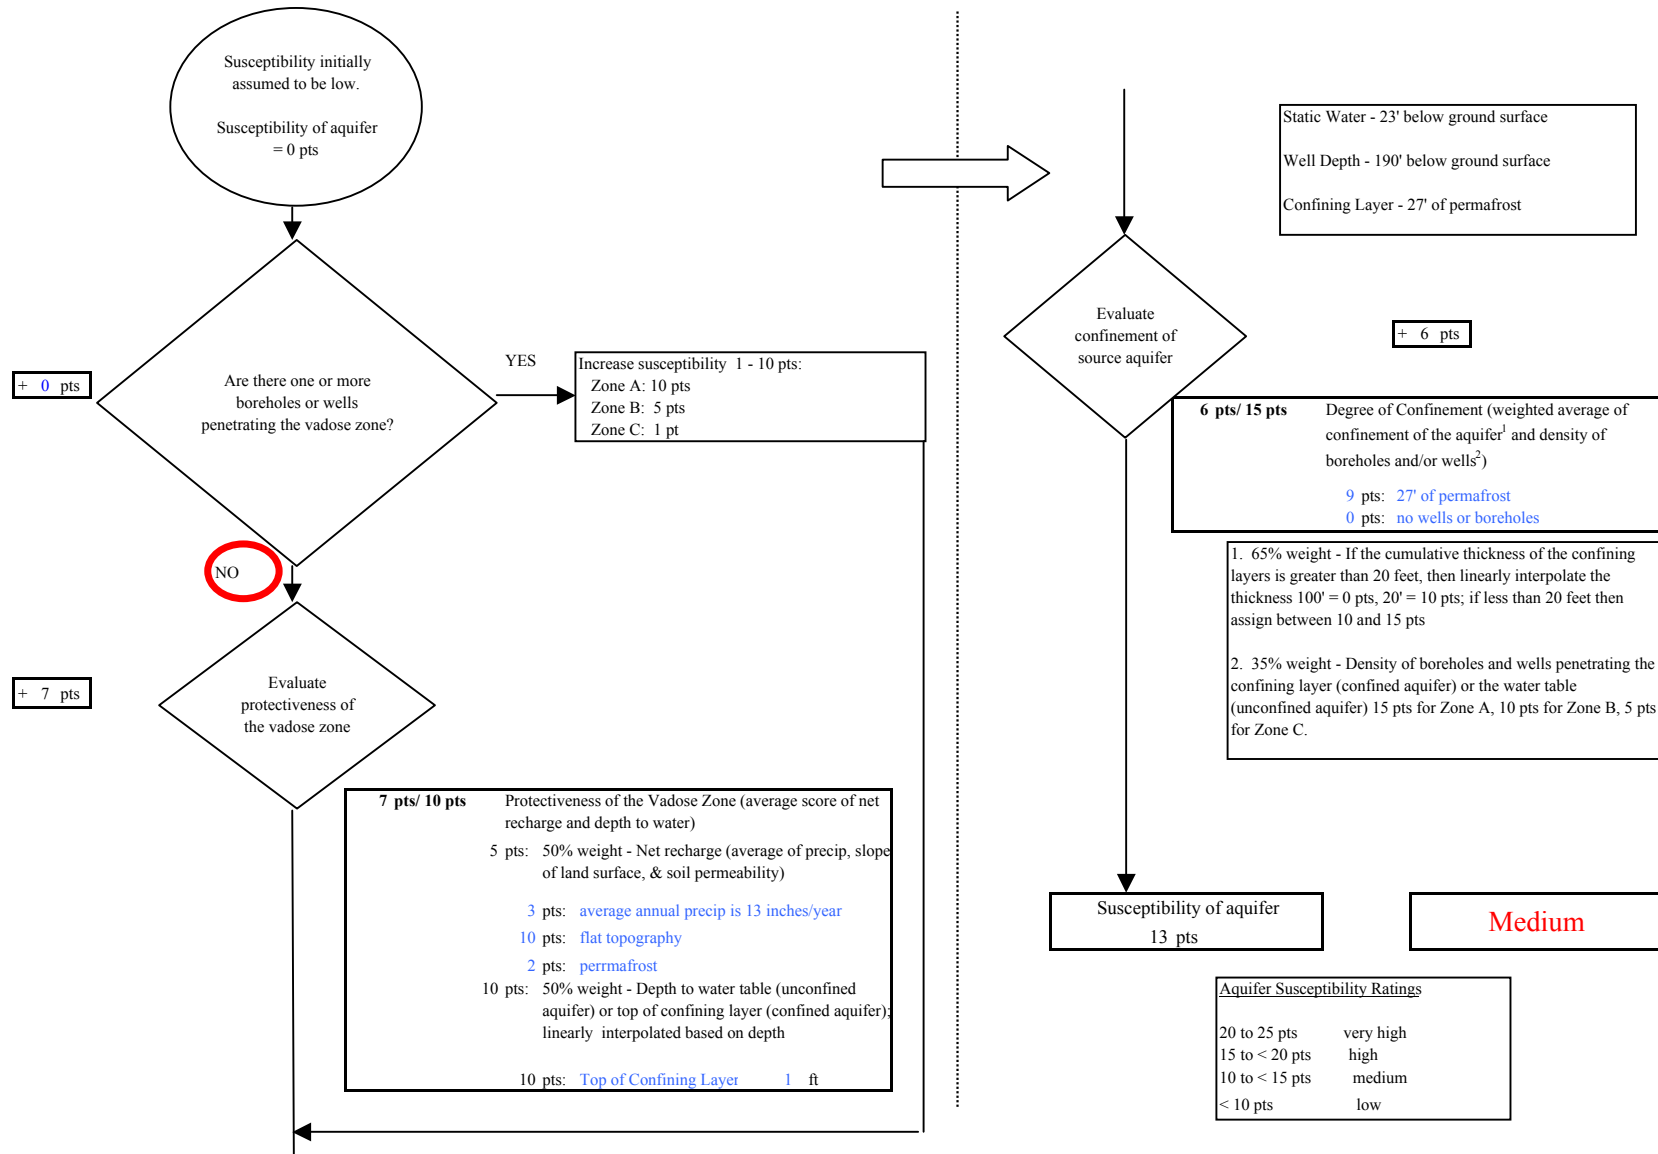 Susceptibility initially
assumed to be low.
Susceptibility of aquifer
= 0 pts
+ 0 pts
Are there one or more
boreholes or wells
penetrating the vadose zone?
YES
Increase susceptibility 1 - 10 pts:
Zone A: 10 pts
Zone B: 5 pts
Zone C: 1 pt
NO
+ 7 pts
Evaluate
protectiveness of
the vadose zone
7 pts/ 10 pts Protectiveness of the Vadose Zone (average score of net
recharge and depth to water)
5 pts: 50% weight - Net recharge (average of precip, slope
of land surface, & soil permeability)
3 pts: average annual precip is 13 inches/year
10 pts: flat topography
2 pts: perrmafrost
10 pts: 50% weight - Depth to water table (unconfined
aquifer) or top of confining layer (confined aquifer);
linearly interpolated based on depth
10 pts: Top of Confining Layer 1 ft
Static Water - 23' below ground surface
Well Depth - 190' below ground surface
Confining Layer - 27' of permafrost
Evaluate
confinement of
source aquifer
+ 6 pts
6 pts/ 15 pts Degree of Confinement (weighted average of
confinement of the aquifer1 and density of
boreholes and/or wells2)
9 pts: 27' of permafrost
0 pts: no wells or boreholes
1. 65% weight - If the cumulative thickness of the confining
layers is greater than 20 feet, then linearly interpolate the
thickness 100' = 0 pts, 20' = 10 pts; if less than 20 feet then
assign between 10 and 15 pts
2. 35% weight - Density of boreholes and wells penetrating the
confining layer (confined aquifer) or the water table
(unconfined aquifer) 15 pts for Zone A, 10 pts for Zone B, 5 pts
for Zone C.
Susceptibility of aquifer
13 pts
Medium
Aquifer Susceptibility Ratings
20 to 25 pts very high
15 to < 20 pts high
10 to < 15 pts medium
< 10 pts low